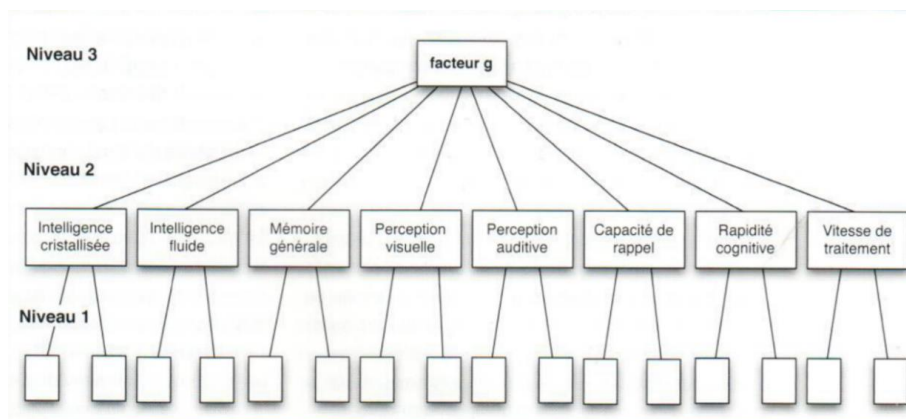 Niveau 3
facteur g
Niveau 2
Intelligence
cristallisée
Intelligence
fluide
Mémoire
générale
Perception
visuelle
Perception
auditive
Capacité de
rappel
Rapidité
cognitive
Vitesse de
traitement
Niveau 1